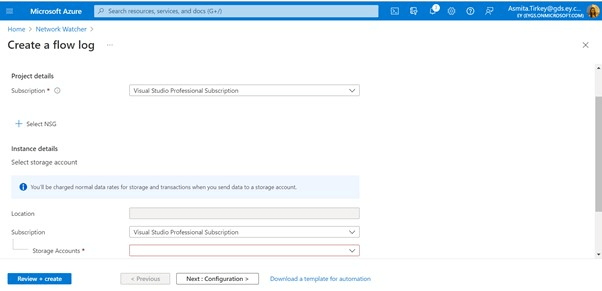 Microsoft Azure
Search resources, services, and docs (G+/)
1
Asmita.Tirkey@gds.ey.c...
EY (EYGS.ONMICROSOFT.COM)
Home > Network Watcher >
Create a flow log ...
Project details
Subscription *
Visual Studio Professional Subscription
+ Select NSG
Instance details
Select storage account
You'll be charged normal data rates for storage and transactions when you send data to a storage account.
Location
Subscription
Visual Studio Professional Subscription
Storage Accounts *
Review + create
< Previous
Next : Configuration >
Download a template for automation